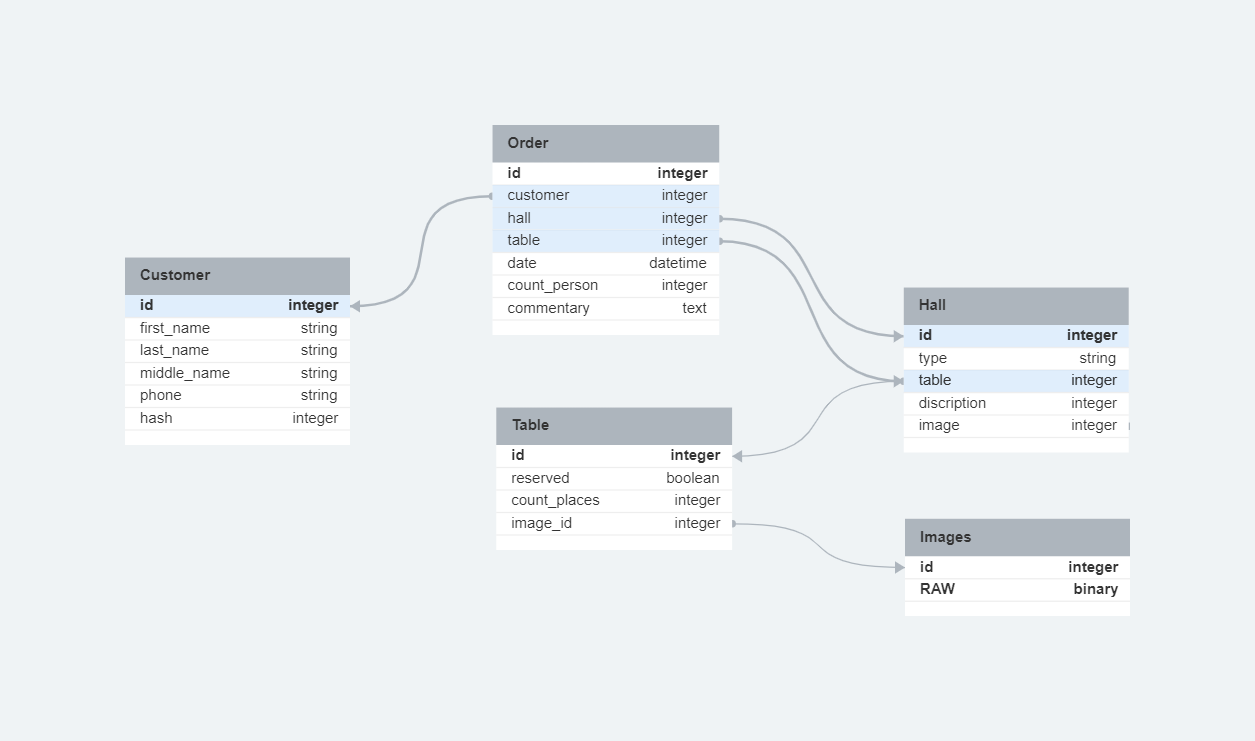 Order
id integer
customer integer
hall integer
table integer
date datetime
count_person integer
commentary text
Customer
id integer
first_name string
last_name string
middle_name string
phone string
hash integer
Hall
id integer
type string
table integer
discription integer
image integer
Table
id integer
reserved boolean
count_places integer
image_id integer
Images
id integer
RAW binary